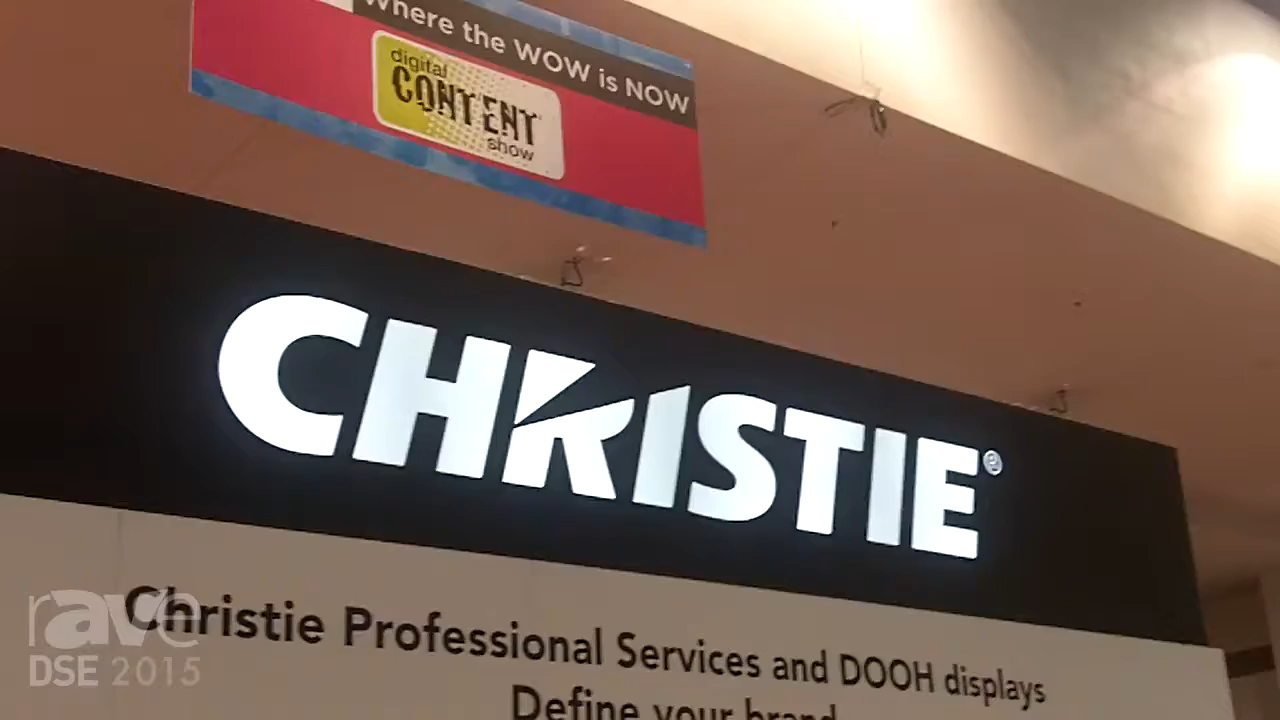 Where the WOW is NOW
digital
CONTENT
show
CHRISTIE®
Christie Professional Services and DOOH displays
Define your brand
rave
DSE 2015